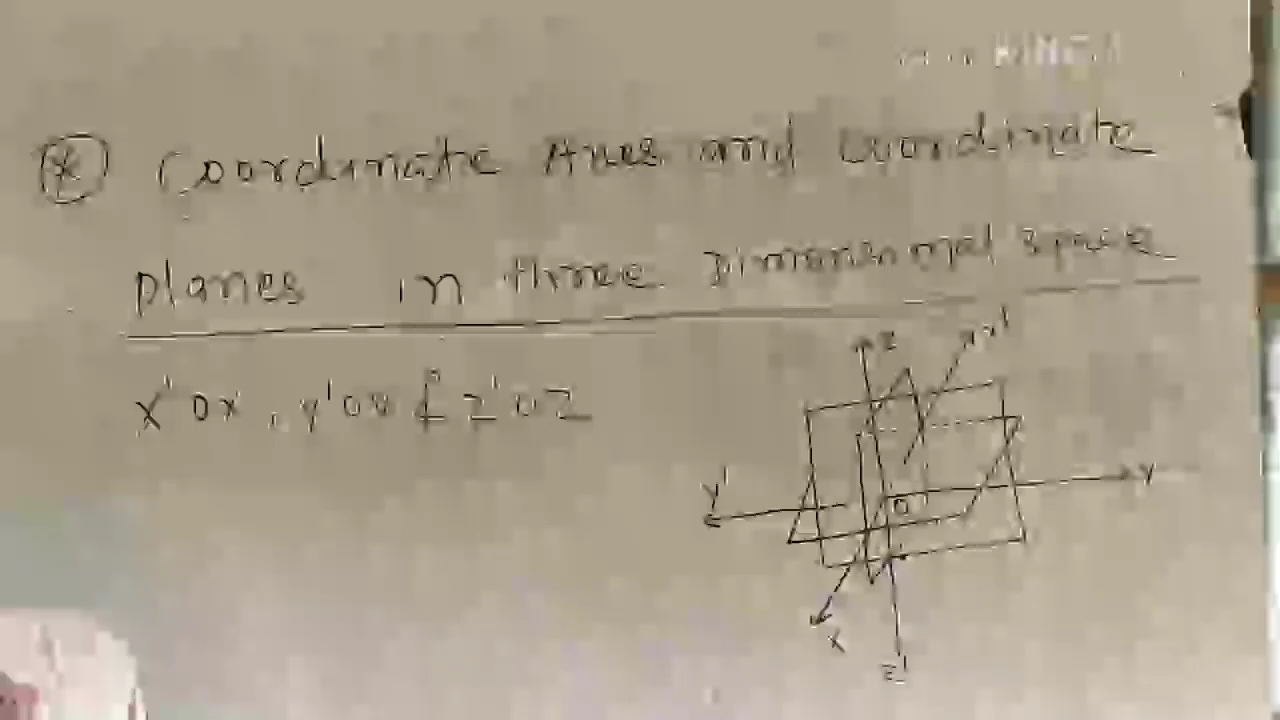 * Coordinate Axes and Coordinate
planes in three Dimensional space
X'OX, Y'OY & Z'OZ
Z
X'
Y'
O
Y
X
Z'